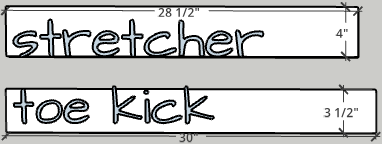 28 1/2"
stretcher
4"
toe kick
3 1/2"
30"